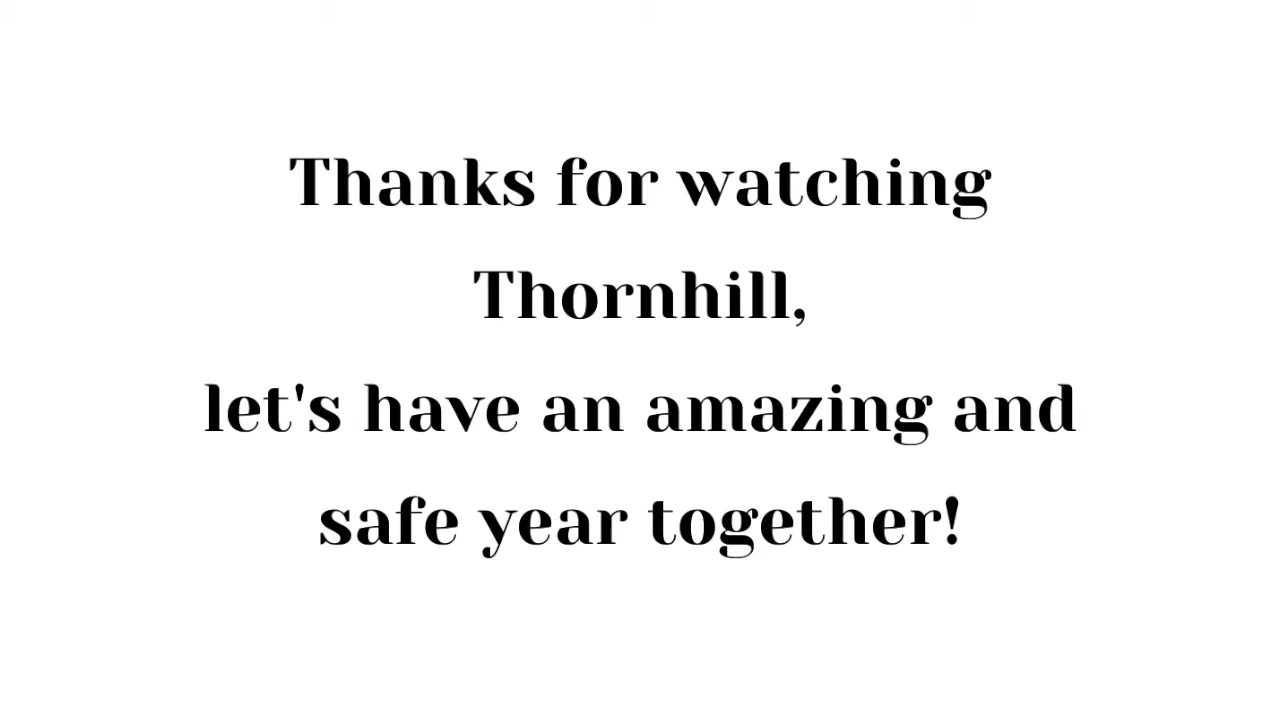 Thanks for watching
Thornhill,
let's have an amazing and
safe year together!